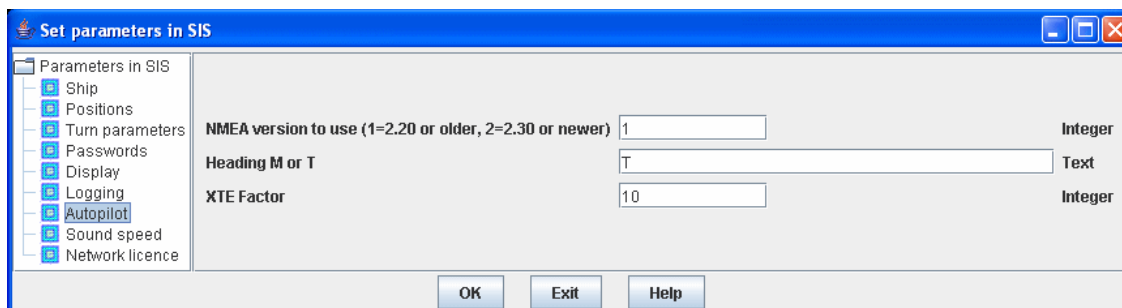 Set parameters in SIS
Parameters in SIS
Ship
Positions
Turn parameters
Passwords
Display
Logging
Autopilot
Sound speed
Network licence
NMEA version to use (1=2.20 or older, 2=2.30 or newer) 1 Integer
Heading M or T T Text
XTE Factor 10 Integer
OK Exit Help